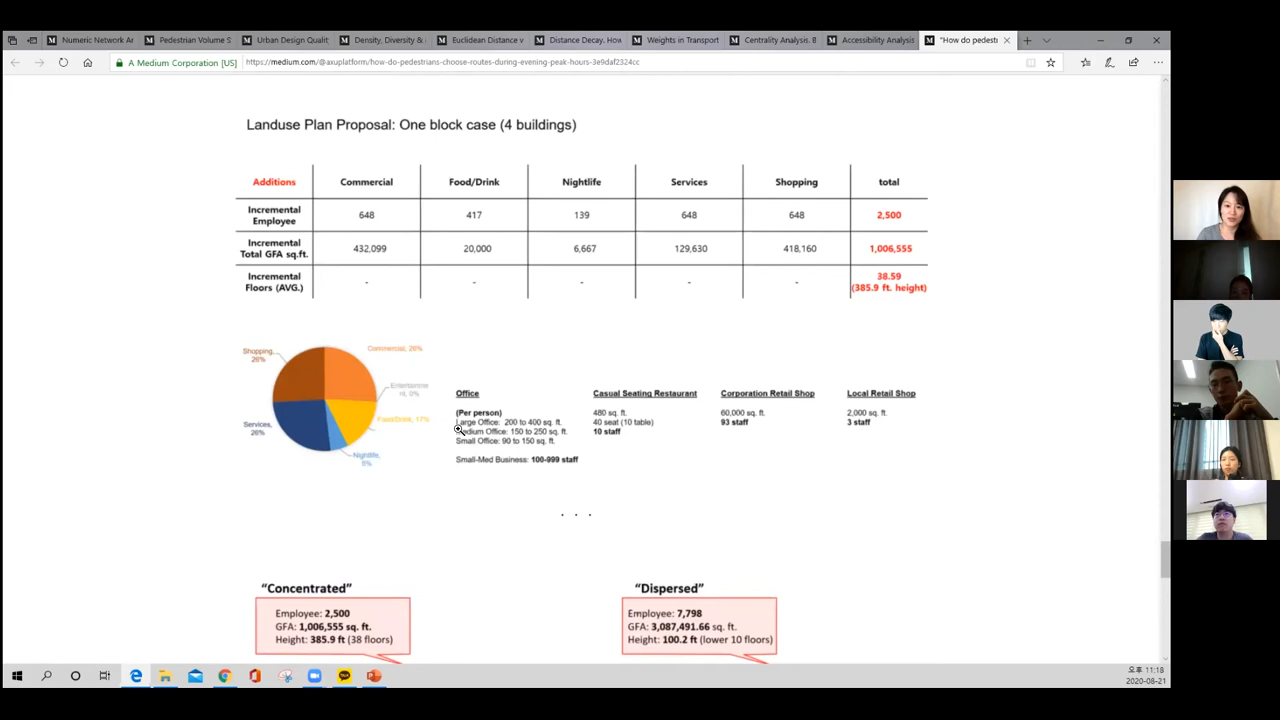 Numeric Network An
Pedestrian Volume S
Urban Design Qualit
Density, Diversity &
Euclidean Distance v
Distance Decay. How
Weights in Transport
Centrality Analysis. B
Accessibility Analysis
"How do pedestri
A Medium Corporation [US]
https://medium.com/@axuplatform/how-do-pedestrians-choose-routes-during-evening-peak-hours-3e9daf2324cc
Landuse Plan Proposal: One block case (4 buildings)
Additions Commercial Food/Drink Nightlife Services Shopping total
Incremental Employee 648 417 139 648 648 2,500
Incremental Total GFA sq.ft. 432,099 20,000 6,667 129,630 418,160 1,006,555
Incremental Floors (AVG.) - - - - - 38.59 (385.9 ft. height)
Shopping, 26%
Commercial, 26%
Entertainme nt, 0%
Food/Drink, 17%
Services, 26%
Nightlife, 5%
Office
(Per person)
Large Office: 200 to 400 sq. ft.
Medium Office: 150 to 250 sq. ft.
Small Office: 90 to 150 sq. ft.
Small-Med Business: 100-999 staff
Casual Seating Restaurant
480 sq. ft.
40 seat (10 table)
10 staff
Corporation Retail Shop
60,000 sq. ft.
93 staff
Local Retail Shop
2,000 sq. ft.
3 staff
. . .
"Concentrated"
Employee: 2,500
GFA: 1,006,555 sq. ft.
Height: 385.9 ft (38 floors)
"Dispersed"
Employee: 7,798
GFA: 3,087,491.66 sq. ft.
Height: 100.2 ft (lower 10 floors)
오후 11:18
2020-08-21